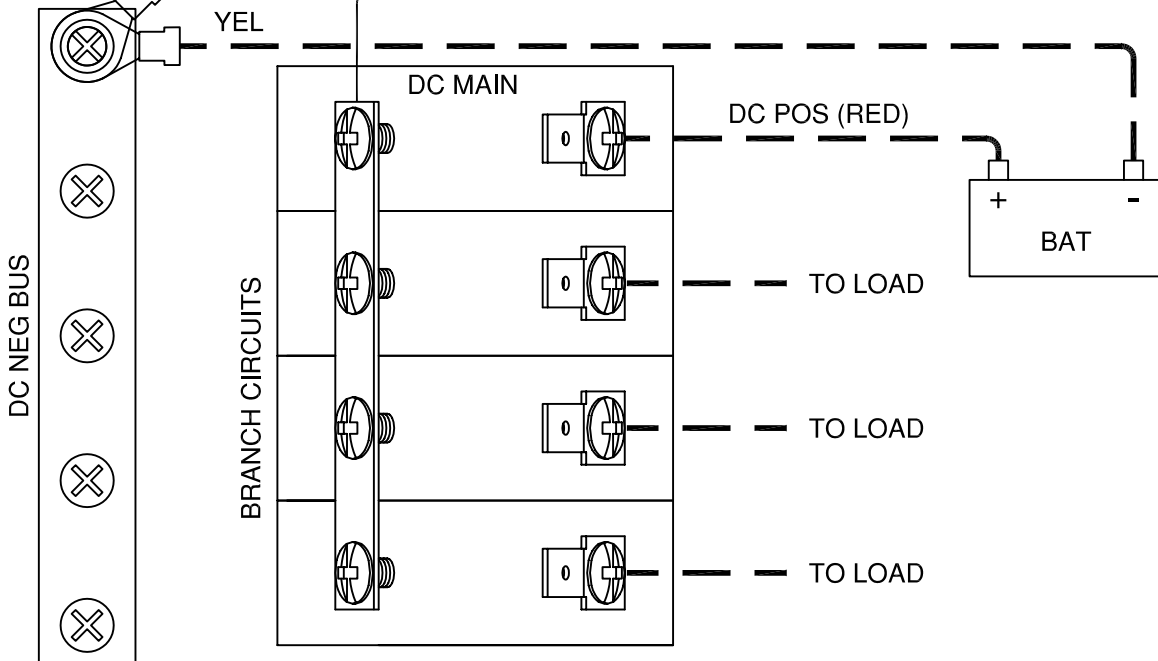 YEL
DC MAIN
DC POS (RED)
+
-
BAT
DC NEG BUS
BRANCH CIRCUITS
TO LOAD
TO LOAD
TO LOAD